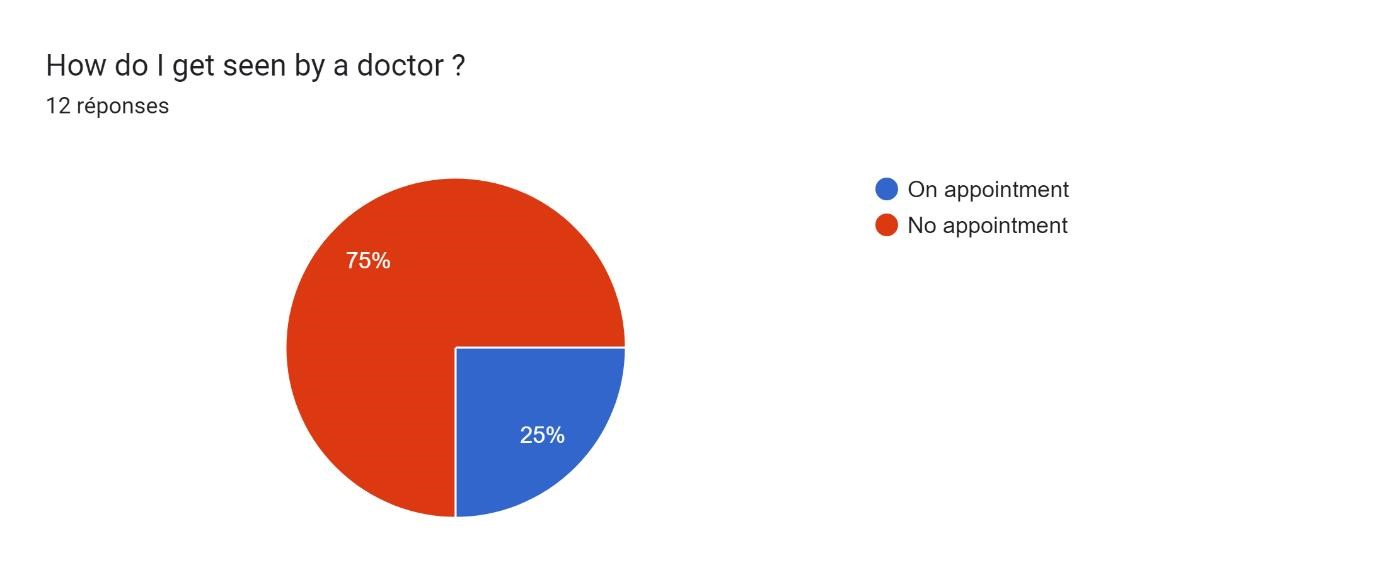 How do I get seen by a doctor ?
12 réponses
On appointment
No appointment
75%
25%